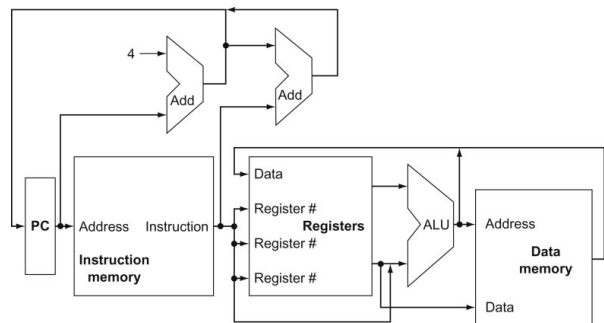 4
Add
Add
PC
Address
Instruction
Instruction
memory
Data
Register #
Registers
Register #
Register #
ALU
Address
Data
memory
Data